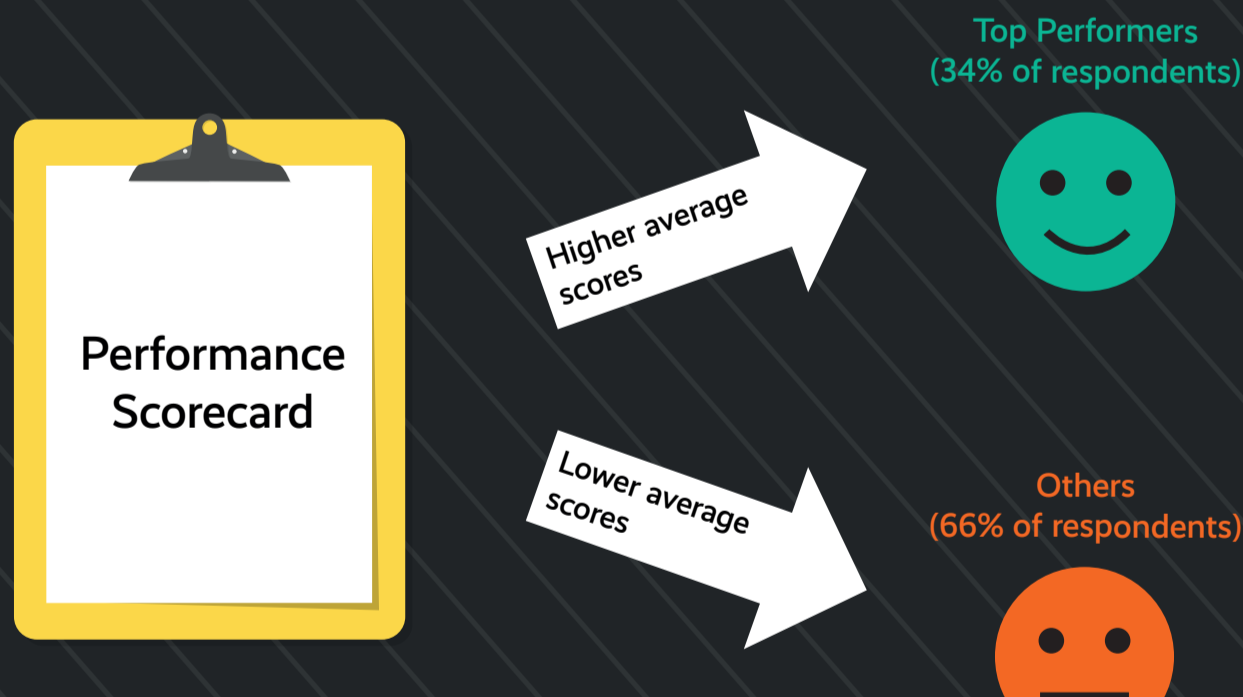 Top Performers
(34% of respondents)
Performance
Scorecard
Higher average
scores
Lower average
scores
Others
(66% of respondents)